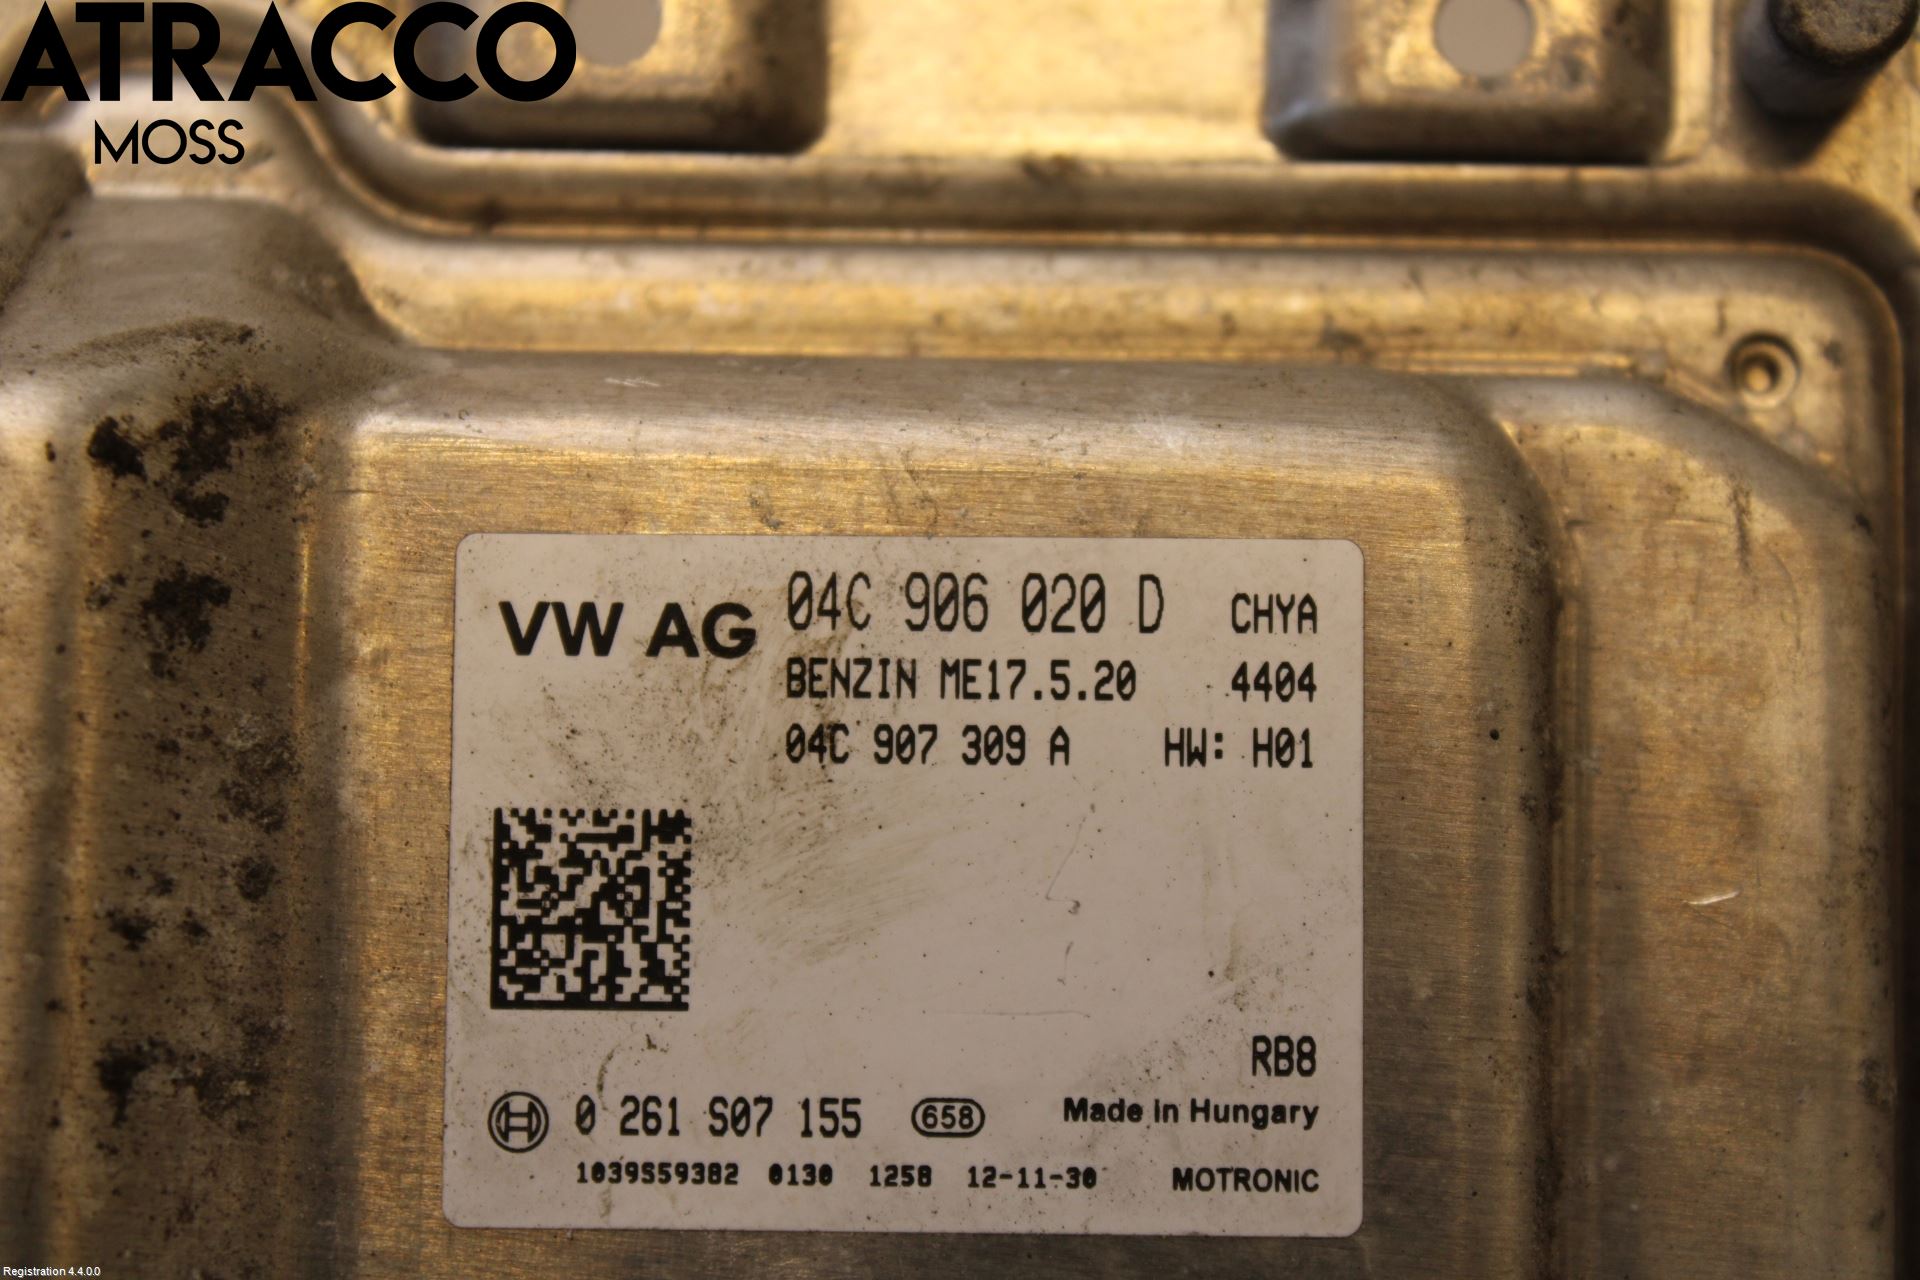 ATRACCO
MOSS
VW AG 04C 906 020 D CHYA
BENZIN ME17.5.20 4404
04C 907 309 A HW: H01
RB8
0 261 S07 155 658 Made in Hungary
1039S59382 0130 1258 12-11-30 MOTRONIC
Registration 4.4.0.0